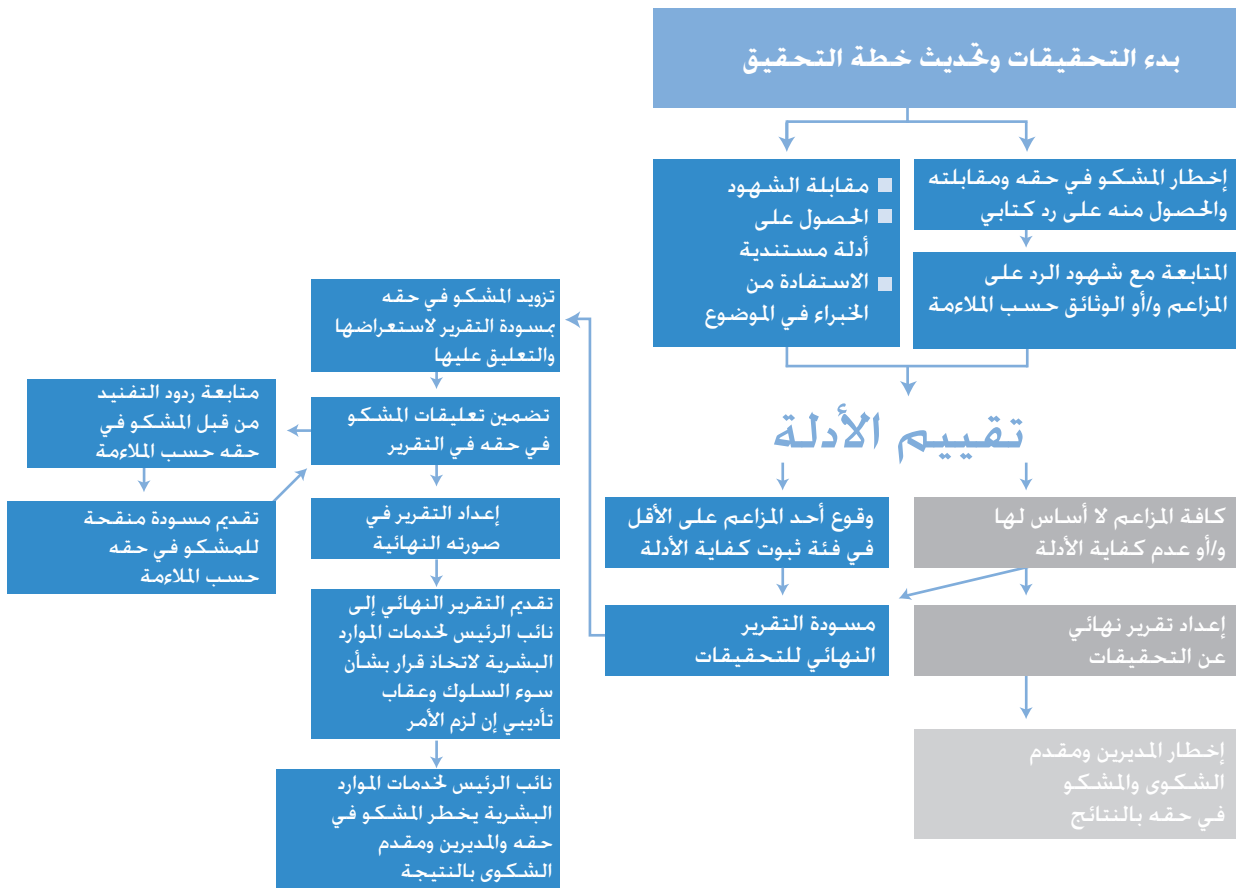 بدء التحقيقات وتحديث خطة التحقيق
إخطار المشكو في حقه ومقابلته
والحصول منه على رد كتابي
المتابعة مع شهود الرد على
المزاعم و/أو الوثائق حسب الملاءمة
مقابلة الشهود
الحصول على
أدلة مستندية
الاستفادة من
الخبراء في الموضوع
تقييم الأدلة
كافة المزاعم لا أساس لها
و/أو عدم كفاية الأدلة
إعداد تقرير نهائي
عن التحقيقات
إخطار المديرين ومقدم
الشكوى والمشكو
في حقه بالنتائج
وقوع أحد المزاعم على الأقل
في فئة ثبوت كفاية الأدلة
مسودة التقرير
النهائي للتحقيقات
تزويد المشكو في حقه
بمسودة التقرير لاستعراضها
والتعليق عليها
تضمين تعليقات المشكو
في حقه في التقرير
متابعة ردود التفنيد
من قبل المشكو في
حقه حسب الملاءمة
تقديم مسودة منقحة
للمشكو في حقه
حسب الملاءمة
إعداد التقرير في
صورته النهائية
تقديم التقرير النهائي إلى
نائب الرئيس لخدمات الموارد
البشرية لاتخاذ قرار بشأن
سوء السلوك وعقاب
تأديبي إن لزم الأمر
نائب الرئيس لخدمات الموارد
البشرية يخطر المشكو في
حقه والمديرين ومقدم
الشكوى بالنتيجة